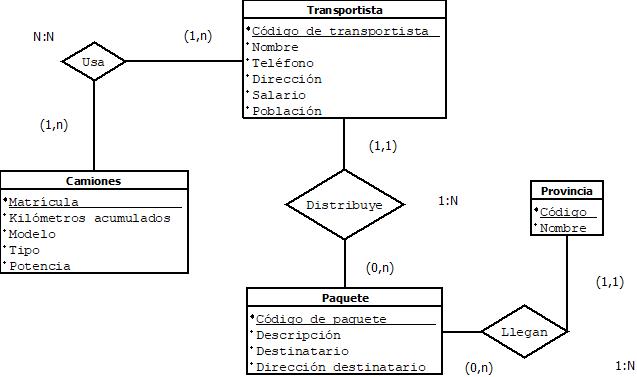 Transportista
Código de transportista
Nombre
Teléfono
Dirección
Salario
Población
N:N
(1,n)
Usa
(1,n)
(1,1)
Camiones
Matrícula
Kilómetros acumulados
Modelo
Tipo
Potencia
Distribuye
1:N
Provincia
Código
Nombre
(0,n)
(1,1)
Paquete
Código de paquete
Descripción
Destinatario
Dirección destinatario
Llegan
(0,n)
1:N